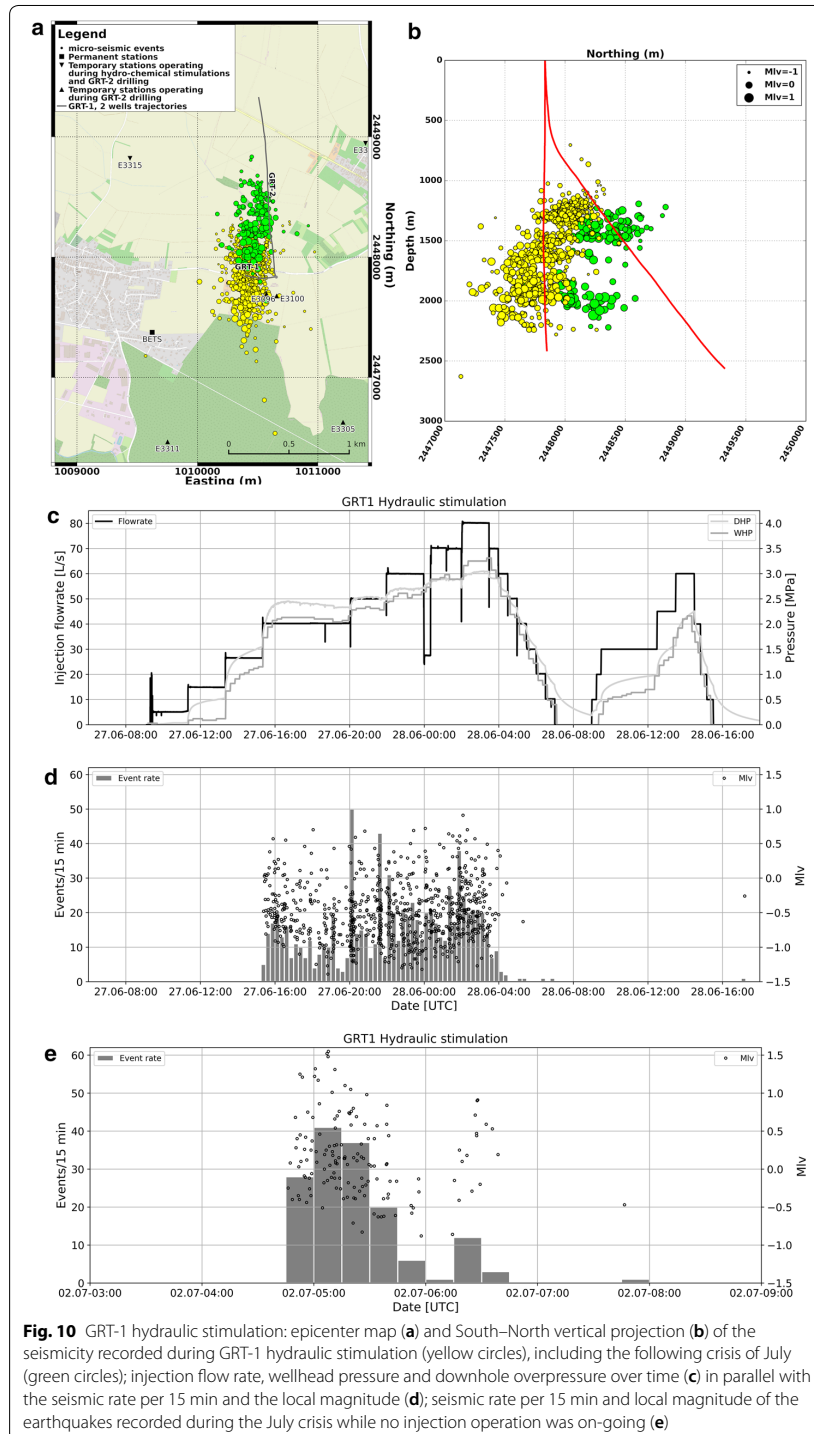 a
Legend
micro-seismic events
Permanent stations
Temporary stations operating
during hydro-chemical stimulations
and GRT-2 drilling
Temporary stations operating
during GRT-2 drilling
GRT-1, 2 wells trajectories
E3315
E33
GRT-2
GRT-1
E3096
E3100
BETS
E3305
E3311
0 0.5 1 km
2449000
2448000
2447000
Northing (m)
1009000 1010000 1011000
Easting (m)
b
Northing (m)
Mlv=-1
Mlv=0
Mlv=1
0
500
1000
1500
2000
2500
3000
Depth (m)
2447000 2447500 2448000 2448500 2449000 2449500 2450000
c
GRT1 Hydraulic stimulation
Flowrate
DHP
WHP
80
70
60
50
40
30
20
10
0
Injection flowrate [L/s]
4.0
3.5
3.0
2.5
2.0
1.5
1.0
0.5
0.0
Pressure [MPa]
27.06-08:00 27.06-12:00 27.06-16:00 27.06-20:00 28.06-00:00 28.06-04:00 28.06-08:00 28.06-12:00 28.06-16:00
d
Event rate
Mlv
60
50
40
30
20
10
0
Events/15 min
1.5
1.0
0.5
0.0
−0.5
−1.0
−1.5
Mlv
27.06-08:00 27.06-12:00 27.06-16:00 27.06-20:00 28.06-00:00 28.06-04:00 28.06-08:00 28.06-12:00 28.06-16:00
Date [UTC]
e
GRT1 Hydraulic stimulation
Event rate
Mlv
60
50
40
30
20
10
0
Events/15 min
1.5
1.0
0.5
0.0
−0.5
−1.0
−1.5
Mlv
02.07-03:00 02.07-04:00 02.07-05:00 02.07-06:00 02.07-07:00 02.07-08:00 02.07-09:00
Date [UTC]
Fig. 10 GRT-1 hydraulic stimulation: epicenter map (a) and South–North vertical projection (b) of the
seismicity recorded during GRT-1 hydraulic stimulation (yellow circles), including the following crisis of July
(green circles); injection flow rate, wellhead pressure and downhole overpressure over time (c) in parallel with
the seismic rate per 15 min and the local magnitude (d); seismic rate per 15 min and local magnitude of the
earthquakes recorded during the July crisis while no injection operation was on-going (e)